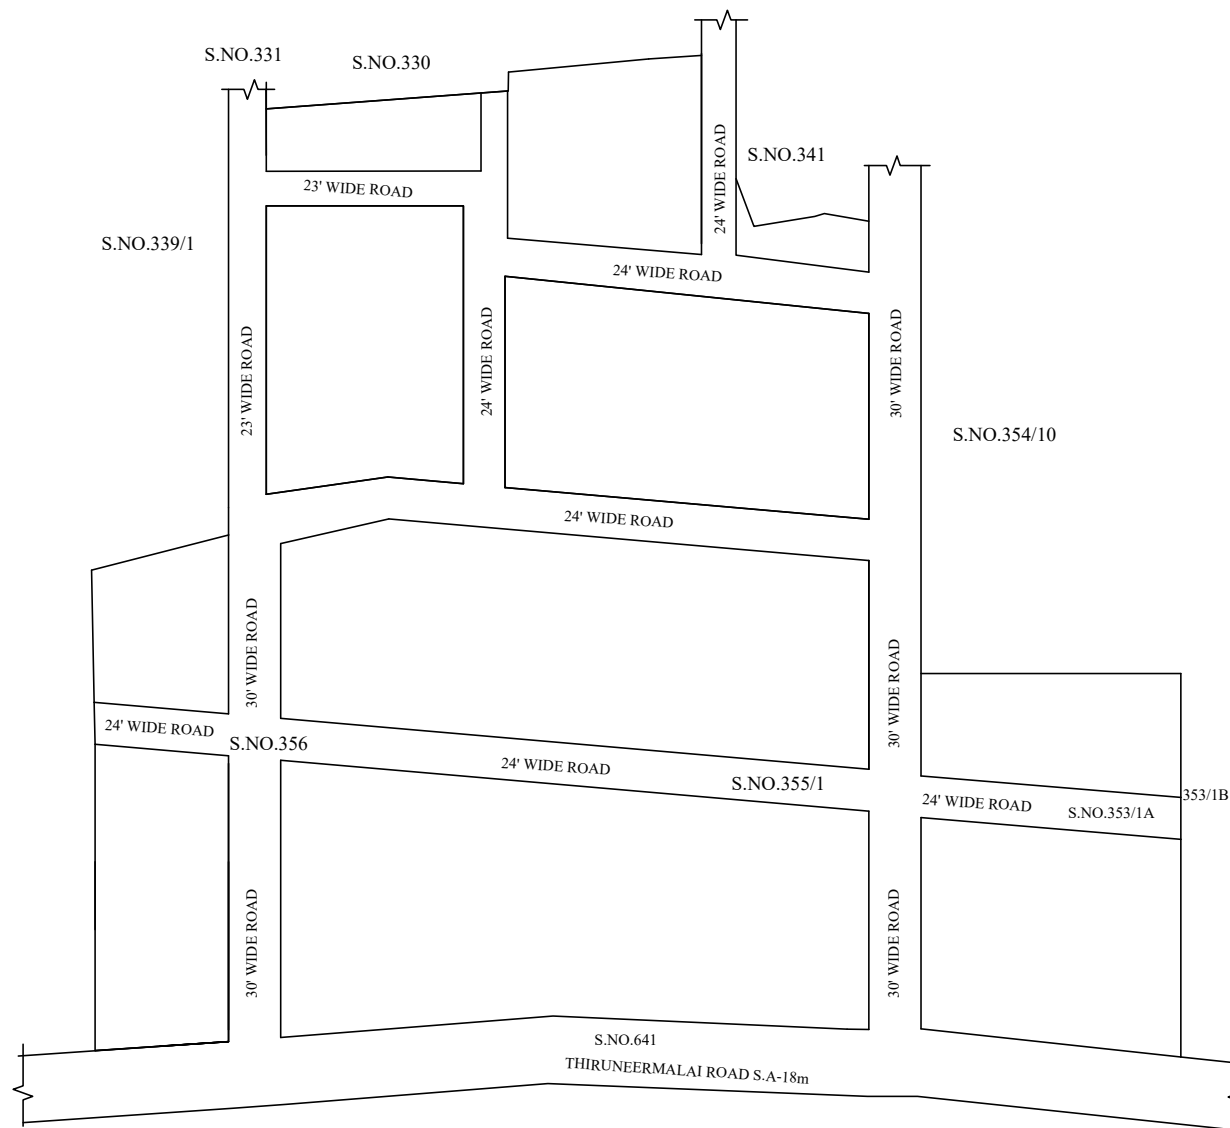 S.NO.331
S.NO.330
S.NO.341
24' WIDE ROAD
23' WIDE ROAD
S.NO.339/1
24' WIDE ROAD
23' WIDE ROAD
24' WIDE ROAD
30' WIDE ROAD
S.NO.354/10
24' WIDE ROAD
30' WIDE ROAD
30' WIDE ROAD
24' WIDE ROAD
S.NO.356
24' WIDE ROAD
S.NO.355/1
24' WIDE ROAD
S.NO.353/1A
353/1B
30' WIDE ROAD
30' WIDE ROAD
S.NO.641
THIRUNEERMALAI ROAD S.A-18m